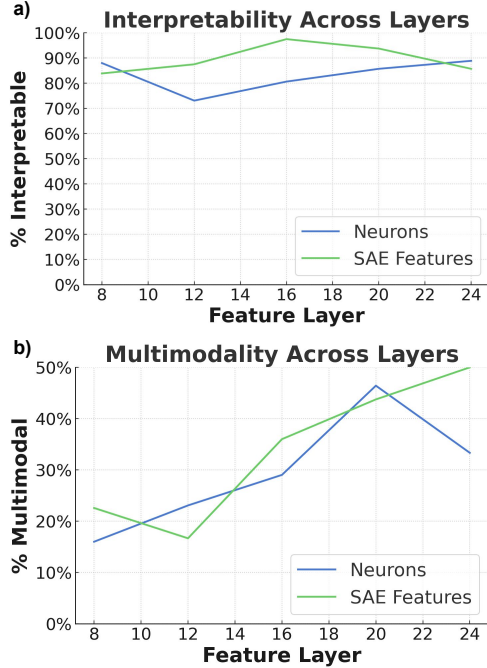 a)
Interpretability Across Layers
100%
90%
80%
70%
60%
50%
40%
30%
20%
10%
0%
% Interpretable
Neurons
SAE Features
8 10 12 14 16 18 20 22 24
Feature Layer
b)
Multimodality Across Layers
50%
40%
30%
20%
10%
0%
% Multimodal
Neurons
SAE Features
8 10 12 14 16 18 20 22 24
Feature Layer